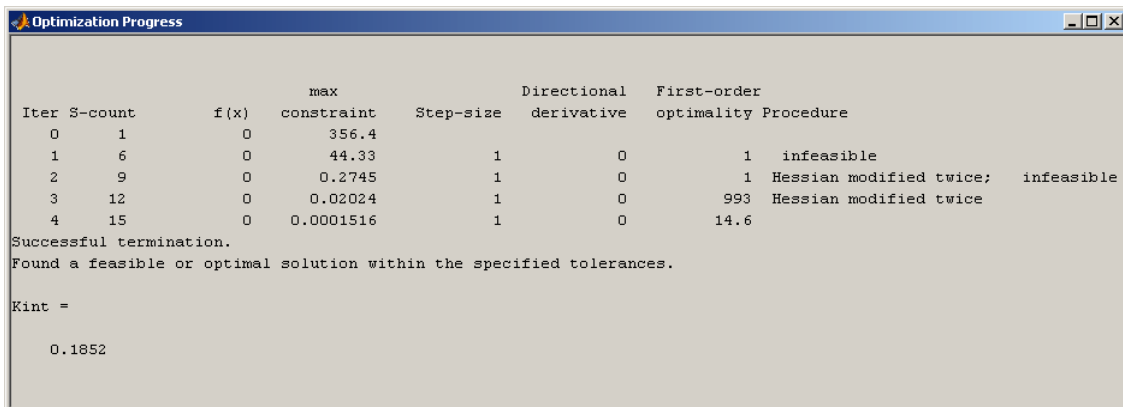 Optimization Progress
max Directional First-order
Iter S-count f(x) constraint Step-size derivative optimality Procedure
0 1 0 356.4
1 6 0 44.33 1 0 1 infeasible
2 9 0 0.2745 1 0 1 Hessian modified twice; infeasible
3 12 0 0.02024 1 0 993 Hessian modified twice
4 15 0 0.0001516 1 0 14.6
Successful termination.
Found a feasible or optimal solution within the specified tolerances.
Kint =
0.1852